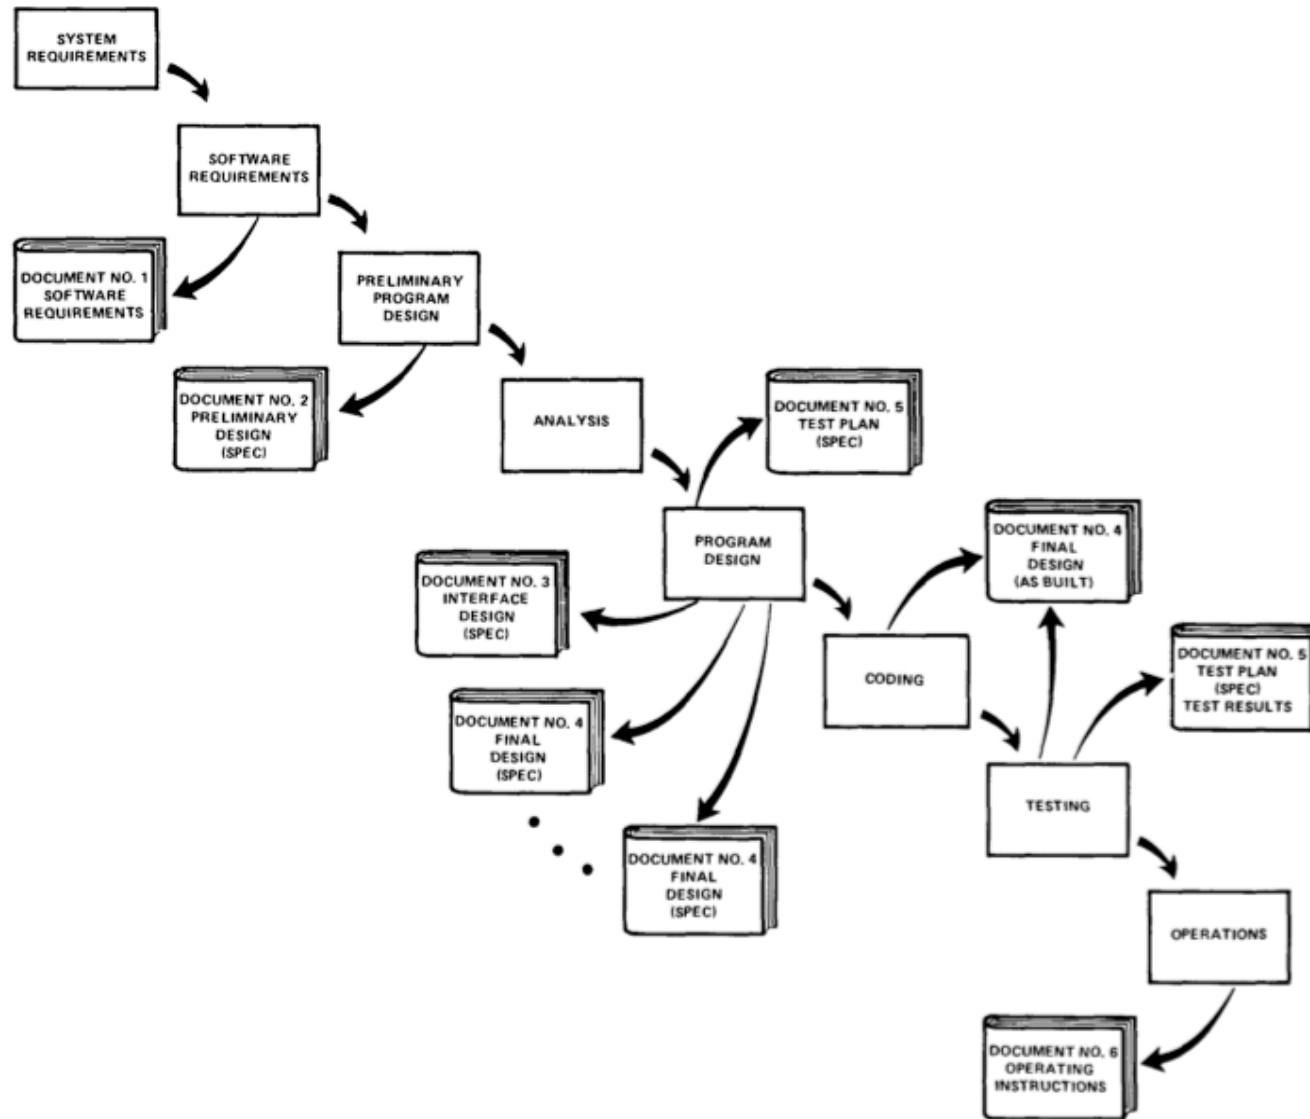 SYSTEM
REQUIREMENTS
SOFTWARE
REQUIREMENTS
DOCUMENT NO. 1
SOFTWARE
REQUIREMENTS
PRELIMINARY
PROGRAM
DESIGN
DOCUMENT NO. 2
PRELIMINARY
DESIGN
(SPEC)
ANALYSIS
DOCUMENT NO. 5
TEST PLAN
(SPEC)
PROGRAM
DESIGN
DOCUMENT NO. 3
INTERFACE
DESIGN
(SPEC)
DOCUMENT NO. 4
FINAL
DESIGN
(SPEC)
DOCUMENT NO. 4
FINAL
DESIGN
(SPEC)
CODING
DOCUMENT NO. 4
FINAL
DESIGN
(AS BUILT)
DOCUMENT NO. 5
TEST PLAN
(SPEC)
TEST RESULTS
TESTING
OPERATIONS
DOCUMENT NO. 6
OPERATING
INSTRUCTIONS